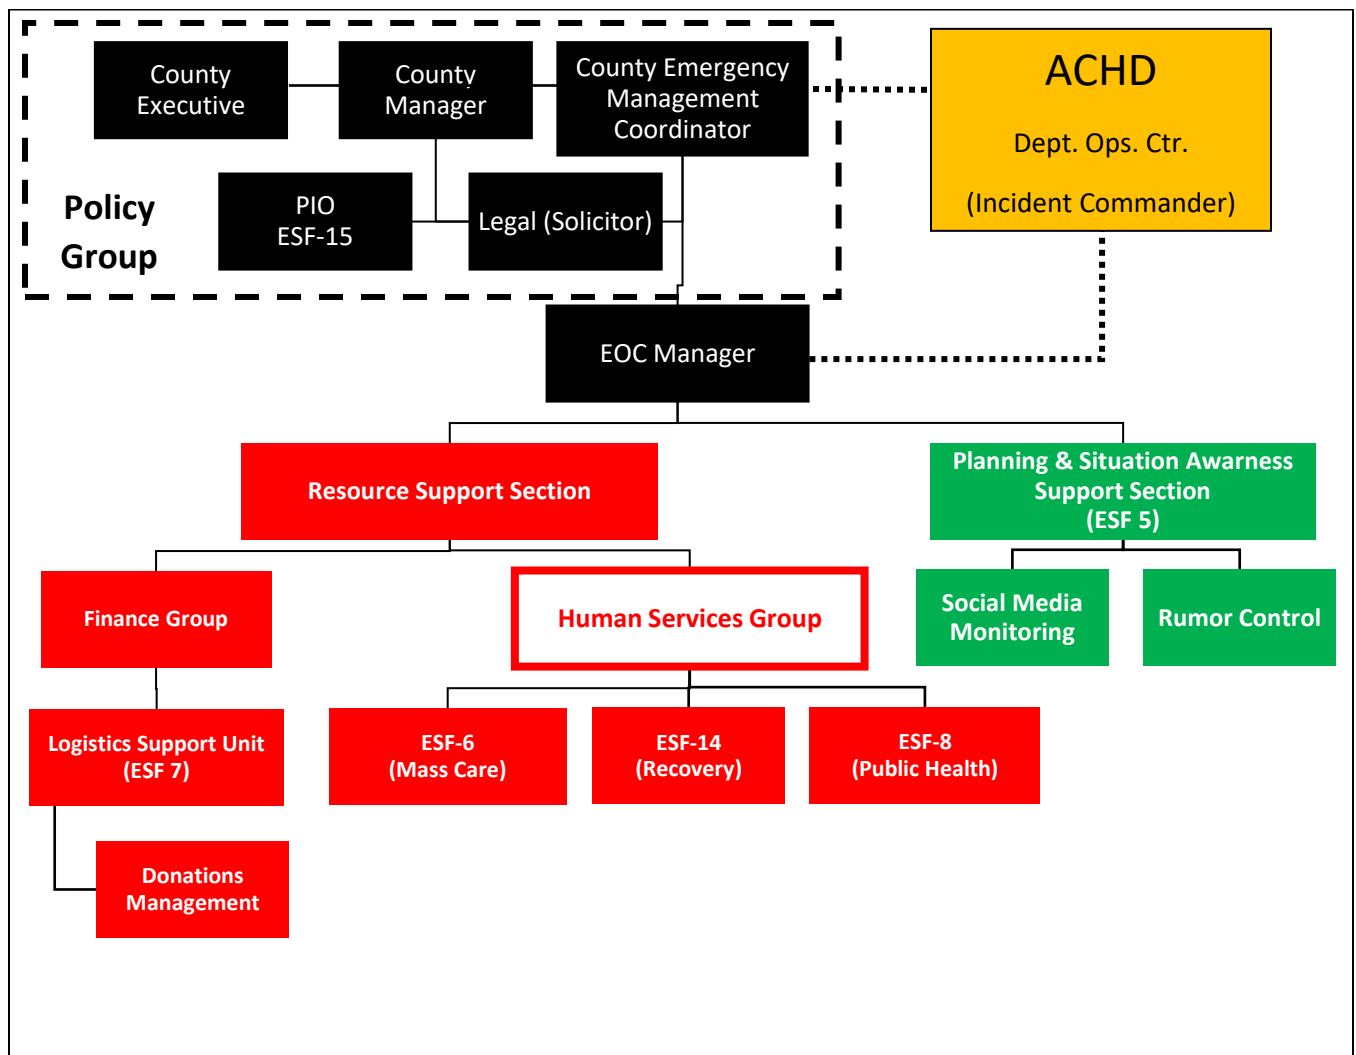 County
Executive
County
Manager
County Emergency
Management
Coordinator
ACHD
Dept. Ops. Ctr.
(Incident Commander)
Policy
Group
PIO
ESF-15
Legal (Solicitor)
EOC Manager
Resource Support Section
Planning & Situation Awarness
Support Section
(ESF 5)
Finance Group
Human Services Group
Social Media
Monitoring
Rumor Control
Logistics Support Unit
(ESF 7)
ESF-6
(Mass Care)
ESF-14
(Recovery)
ESF-8
(Public Health)
Donations
Management